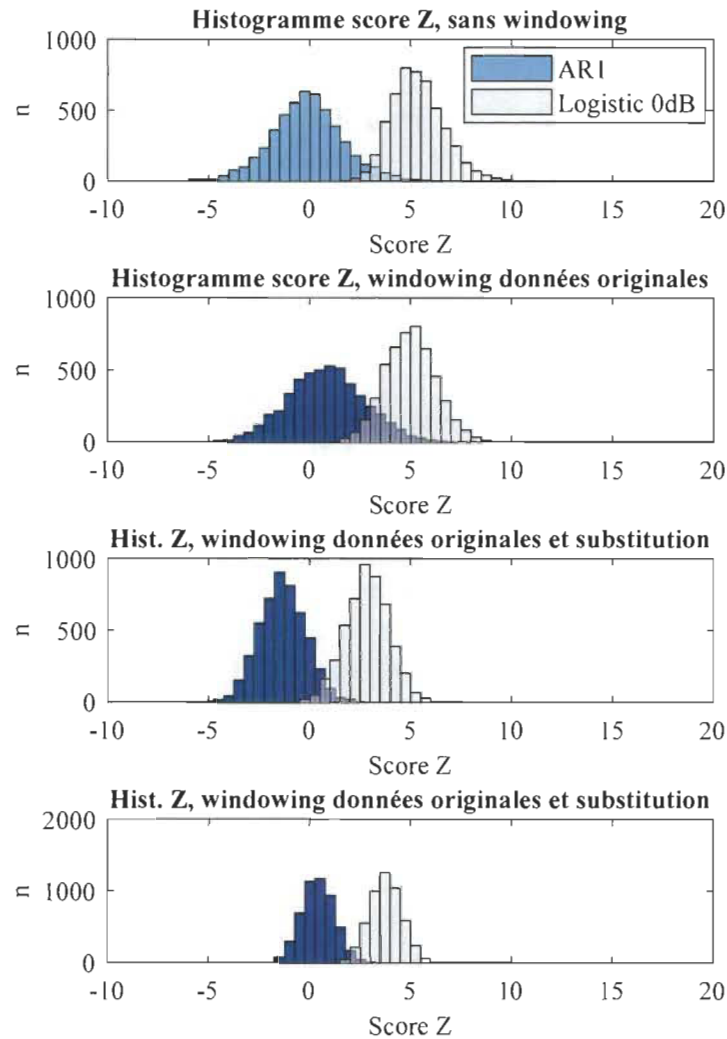 Histogramme score Z, sans windowing
1000
500
0
n
AR1
Logistic 0dB
-10 -5 0 5 10 15 20
Score Z
Histogramme score Z, windowing données originales
1000
500
0
n
-10 -5 0 5 10 15 20
Score Z
Hist. Z, windowing données originales et substitution
1000
500
0
n
-10 -5 0 5 10 15 20
Score Z
Hist. Z, windowing données originales et substitution
2000
1000
0
n
-10 -5 0 5 10 15 20
Score Z